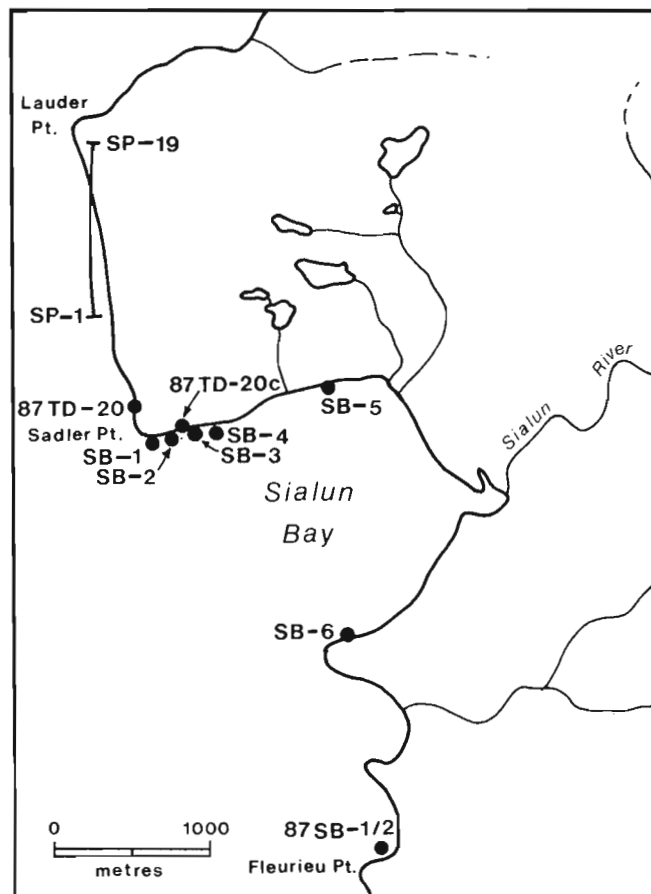 Lauder
Pt.
SP-19
SP-1
87TD-20c
87TD-20
Sadler Pt.
SB-1
SB-2
SB-3
SB-4
SB-5
Sialun
River
Sialun
Bay
SB-6
87SB-1/2
Fleurieu Pt.
0 1000
metres